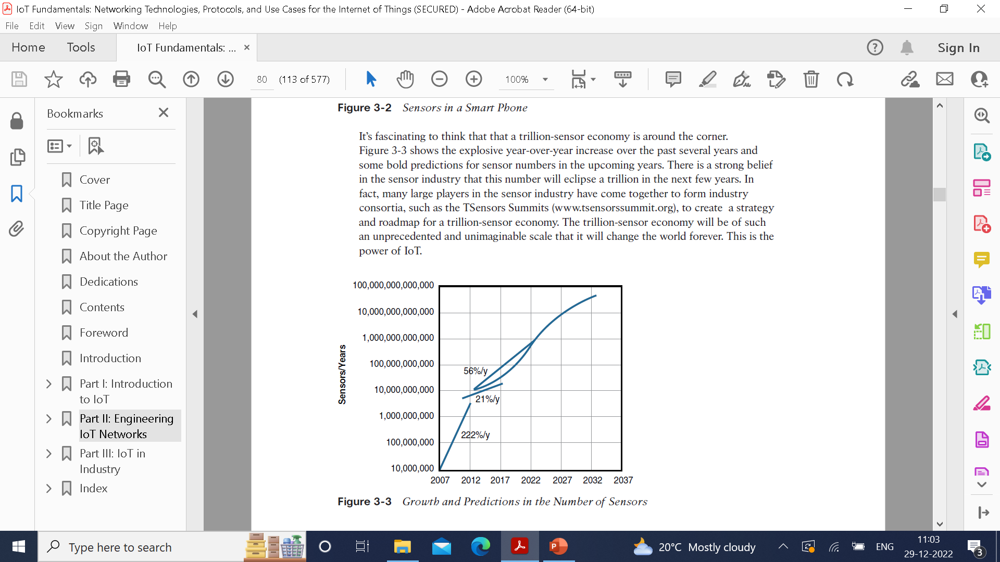 IoT Fundamentals: Networking Technologies, Protocols, and Use Cases for the Internet of Things (SECURED) - Adobe Acrobat Reader (64-bit)
File Edit View Sign Window Help
Home Tools IoT Fundamentals: ... × Sign In
80 (113 of 577) 100%
Bookmarks
Cover
Title Page
Copyright Page
About the Author
Dedications
Contents
Foreword
Introduction
Part I: Introduction
to IoT
Part II: Engineering
IoT Networks
Part III: IoT in
Industry
Index
Figure 3-2 Sensors in a Smart Phone
It's fascinating to think that that a trillion-sensor economy is around the corner.
Figure 3-3 shows the explosive year-over-year increase over the past several years and
some bold predictions for sensor numbers in the upcoming years. There is a strong belief
in the sensor industry that this number will eclipse a trillion in the next few years. In
fact, many large players in the sensor industry have come together to form industry
consortia, such as the TSensors Summits (www.tsensorssummit.org), to create a strategy
and roadmap for a trillion-sensor economy. The trillion-sensor economy will be of such
an unprecedented and unimaginable scale that it will change the world forever. This is the
power of IoT.
Sensors/Years
100,000,000,000,000
10,000,000,000,000
1,000,000,000,000
100,000,000,000
10,000,000,000
1,000,000,000
100,000,000
10,000,000
56%/y
21%/y
222%/y
2007 2012 2017 2022 2027 2032 2037
Figure 3-3 Growth and Predictions in the Number of Sensors
Type here to search
20°C Mostly cloudy
ENG
11:03
29-12-2022
3